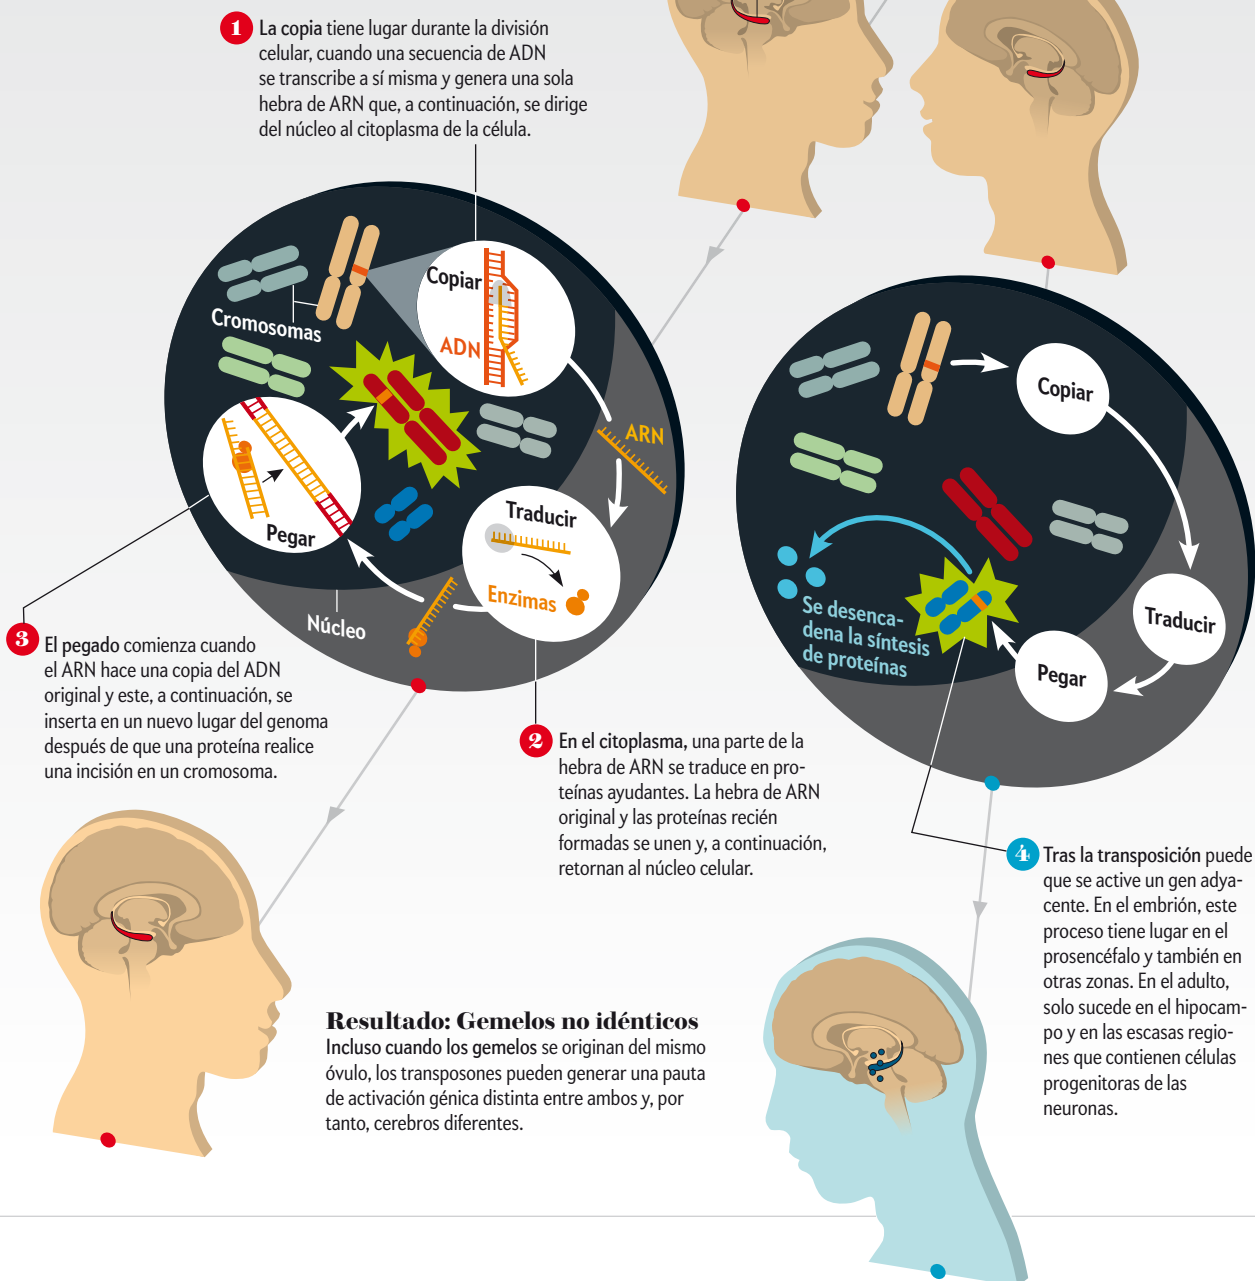 1 La copia tiene lugar durante la división
celular, cuando una secuencia de ADN
se transcribe a sí misma y genera una sola
hebra de ARN que, a continuación, se dirige
del núcleo al citoplasma de la célula.
Copiar
ADN
Cromosomas
ARN
Traducir
Enzimas
Pegar
Núcleo
3 El pegado comienza cuando
el ARN hace una copia del ADN
original y este, a continuación, se
inserta en un nuevo lugar del genoma
después de que una proteína realice
una incisión en un cromosoma.
2 En el citoplasma, una parte de la
hebra de ARN se traduce en pro-
teínas ayudantes. La hebra de ARN
original y las proteínas recién
formadas se unen y, a continuación,
retornan al núcleo celular.
Copiar
Traducir
Pegar
Se desenca-
dena la síntesis
de proteínas
4 Tras la transposición puede
que se active un gen adya-
cente. En el embrión, este
proceso tiene lugar en el
prosencéfalo y también en
otras zonas. En el adulto,
solo sucede en el hipocam-
po y en las escasas regio-
nes que contienen células
progenitoras de las
neuronas.
Resultado: Gemelos no idénticos
Incluso cuando los gemelos se originan del mismo
óvulo, los transposones pueden generar una pauta
de activación génica distinta entre ambos y, por
tanto, cerebros diferentes.